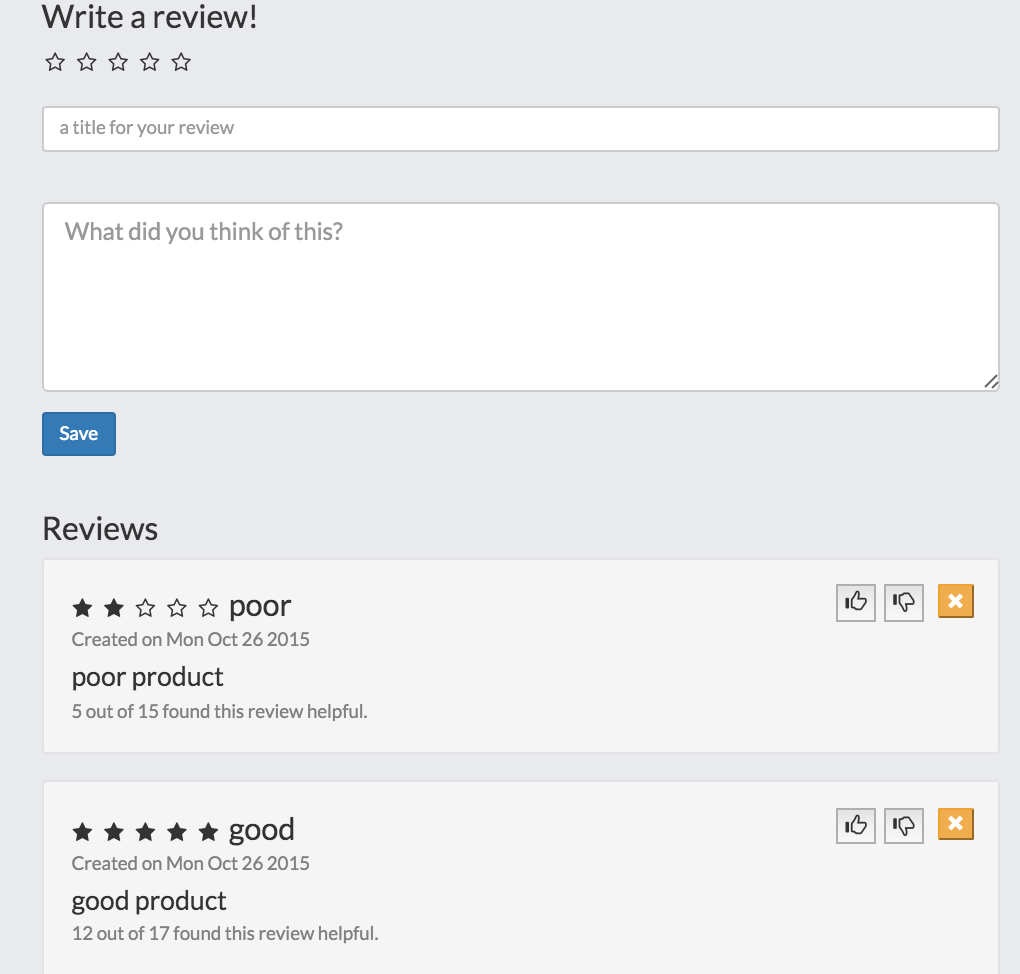 Write a review!
a title for your review
What did you think of this?
Save
Reviews
poor
Created on Mon Oct 26 2015
poor product
5 out of 15 found this review helpful.
good
Created on Mon Oct 26 2015
good product
12 out of 17 found this review helpful.